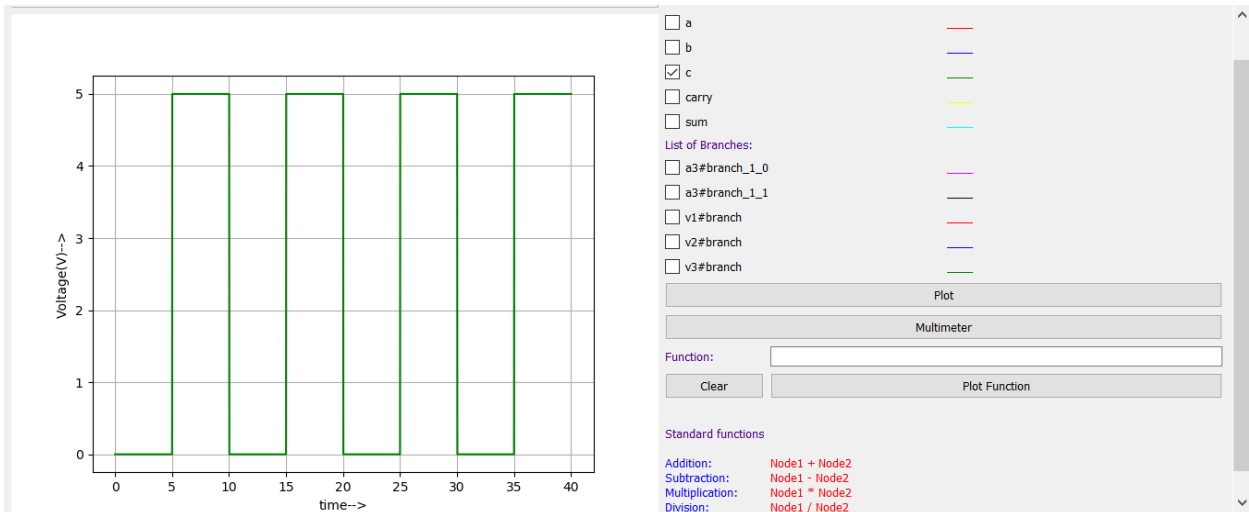 5
4
3
2
1
0
Voltage(V)-->
0 5 10 15 20 25 30 35 40
time-->
a
b
c
carry
sum
List of Branches:
a3#branch_1_0
a3#branch_1_1
v1#branch
v2#branch
v3#branch
Plot
Multimeter
Function:
Clear Plot Function
Standard functions
Addition: Node1 + Node2
Subtraction: Node1 - Node2
Multiplication: Node1 * Node2
Division: Node1 / Node2